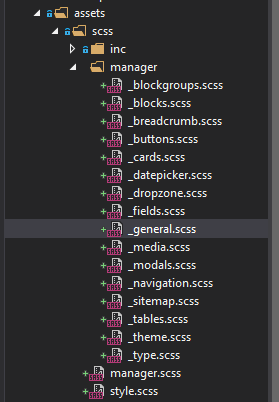 assets
scss
inc
manager
_blockgroups.scss
_blocks.scss
_breadcrumb.scss
_buttons.scss
_cards.scss
_datepicker.scss
_dropzone.scss
_fields.scss
_general.scss
_media.scss
_modals.scss
_navigation.scss
_sitemap.scss
_tables.scss
_theme.scss
_type.scss
manager.scss
style.scss